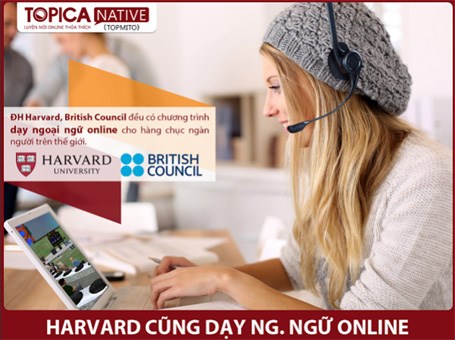 TOPICA NATIVE
LUYỆN NÓI ONLINE THỎA THÍCH
(TOPMITO)
ĐH Harvard, British Council đều có chương trình
dạy ngoại ngữ online cho hàng chục ngàn
người trên thế giới.
HARVARD
UNIVERSITY
BRITISH
COUNCIL
HARVARD CŨNG DẠY NG. NGỮ ONLINE